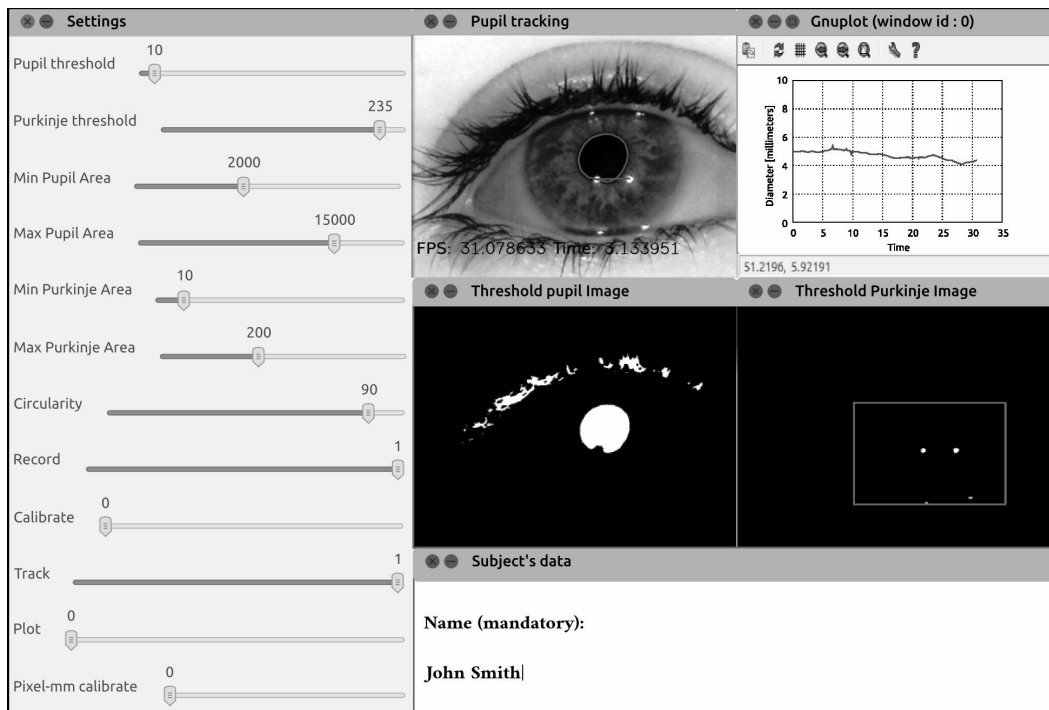 Settings
10
Pupil threshold
235
Purkinje threshold
2000
Min Pupil Area
15000
Max Pupil Area
10
Min Purkinje Area
200
Max Purkinje Area
90
Circularity
1
Record
0
Calibrate
1
Track
0
Plot
0
Pixel-mm calibrate
Pupil tracking
FPS: 31.078633 Time: 3.133951
Gnuplot (window id : 0)
10
8
6
4
2
0
Diameter [millimeters]
0 5 10 15 20 25 30 35
Time
51.2196, 5.92191
Threshold pupil Image
Threshold Purkinje Image
Subject's data
Name (mandatory):
John Smith